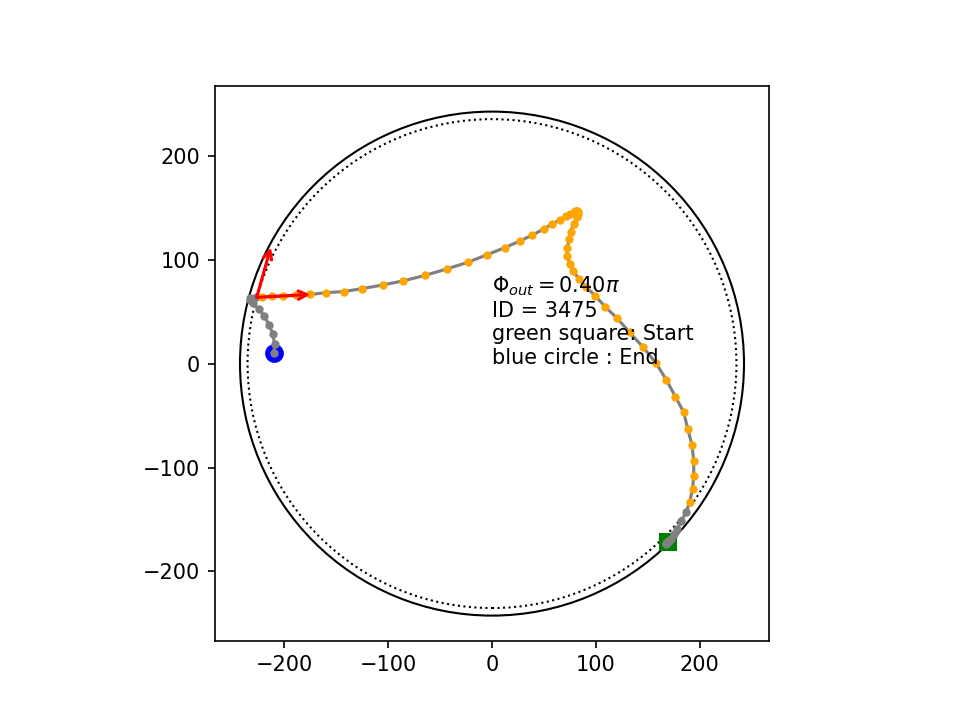 200
100
0
−100
−200
Φout = 0.40π
ID = 3475
green square: Start
blue circle : End
−200 −100 0 100 200